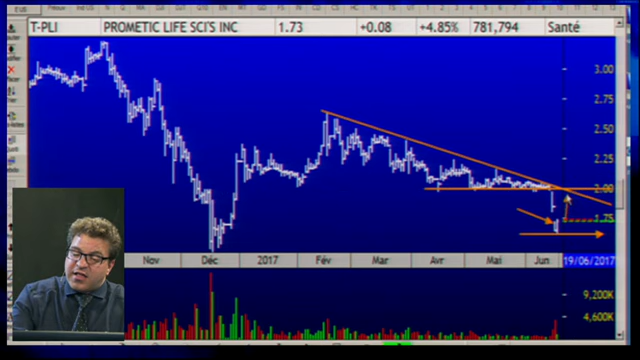 T-PLI PROMETIC LIFE SCI'S INC 1.73 +0.08 +4.85% 781,794 Santé
3.00
2.75
2.50
2.25
2.00
1.75
Nov Déc 2017 Fév Mar Avr Mai Jun 19/06/2017
9,200K
4,600K